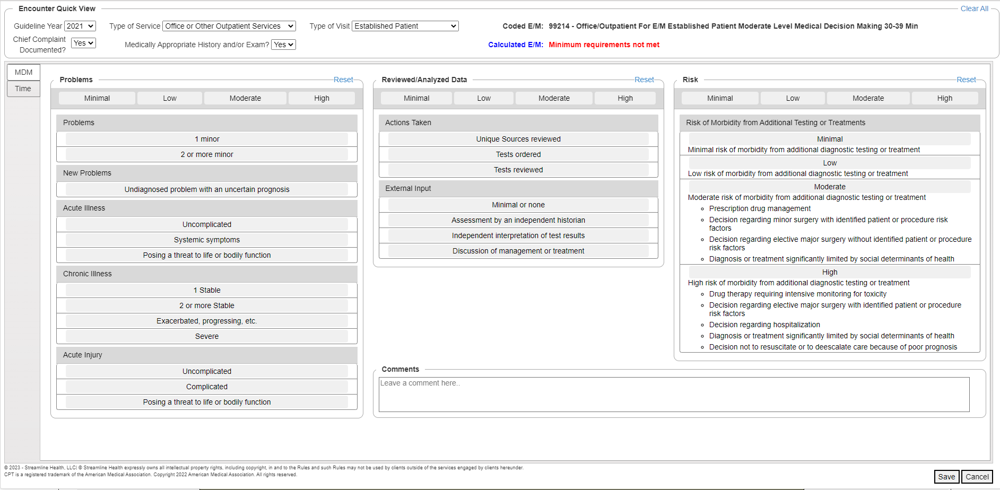 Encounter Quick View
Clear All
Guideline Year 2021 Type of Service Office or Other Outpatient Services Type of Visit Established Patient
Coded E/M: 99214 - Office/Outpatient For E/M Established Patient Moderate Level Medical Decision Making 30-39 Min
Chief Complaint
Documented? Yes
Medically Appropriate History and/or Exam? Yes
Calculated E/M: Minimum requirements not met
MDM
Time
Problems
Reset
Minimal Low Moderate High
Problems
1 minor
2 or more minor
New Problems
Undiagnosed problem with an uncertain prognosis
Acute Illness
Uncomplicated
Systemic symptoms
Posing a threat to life or bodily function
Chronic Illness
1 Stable
2 or more Stable
Exacerbated, progressing, etc.
Severe
Acute Injury
Uncomplicated
Complicated
Posing a threat to life or bodily function
Reviewed/Analyzed Data
Reset
Minimal Low Moderate High
Actions Taken
Unique Sources reviewed
Tests ordered
Tests reviewed
External Input
Minimal or none
Assessment by an independent historian
Independent interpretation of test results
Discussion of management or treatment
Risk
Reset
Minimal Low Moderate High
Risk of Morbidity from Additional Testing or Treatments
Minimal
Minimal risk of morbidity from additional diagnostic testing or treatment
Low
Low risk of morbidity from additional diagnostic testing or treatment
Moderate
Moderate risk of morbidity from additional diagnostic testing or treatment
Prescription drug management
Decision regarding minor surgery with identified patient or procedure risk
factors
Decision regarding elective major surgery without identified patient or procedure
risk factors
Diagnosis or treatment significantly limited by social determinants of health
High
High risk of morbidity from additional diagnostic testing or treatment
Drug therapy requiring intensive monitoring for toxicity
Decision regarding elective major surgery with identified patient or procedure
risk factors
Decision regarding hospitalization
Diagnosis or treatment significantly limited by social determinants of health
Decision not to resuscitate or to deescalate care because of poor prognosis
Comments
Leave a comment here..
© 2023 - Streamline Health, LLC| © Streamline Health expressly owns all intellectual property rights, including copyright, in and to the Rules and such Rules may not be used by clients outside of the services engaged by clients hereunder.
CPT is a registered trademark of the American Medical Association. Copyright 2022 American Medical Association. All rights reserved.
Save Cancel